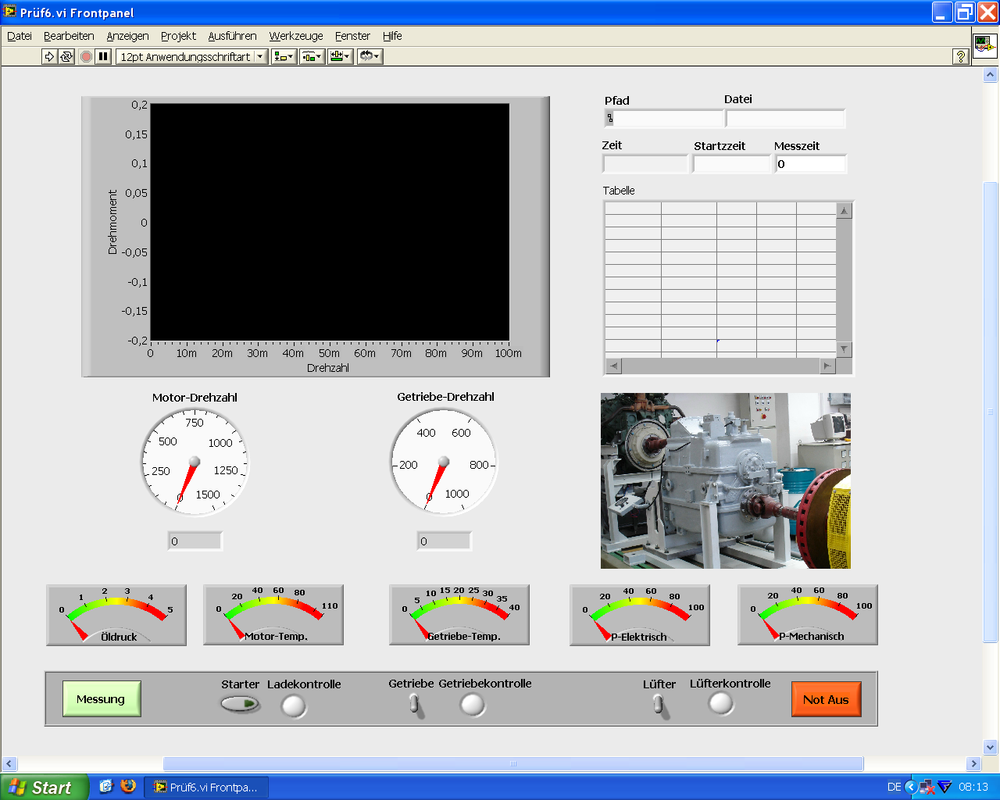 Prüf6.vi Frontpanel
Datei Bearbeiten Anzeigen Projekt Ausführen Werkzeuge Fenster Hilfe
12pt Anwendungsschriftart
?
0,2
0,15
0,1
0,05
0
-0,05
-0,1
-0,15
-0,2
Drehmoment
0 10m 20m 30m 40m 50m 60m 70m 80m 90m 100m
Drehzahl
Pfad Datei
Zeit Startzzeit Messzeit
0
Tabelle
Motor-Drehzahl
0 250 500 750 1000 1250 1500
0
Getriebe-Drehzahl
0 200 400 600 800 1000
0
0 1 2 3 4 5
Öldruck
0 20 40 60 80 110
Motor-Temp.
0 5 10 15 20 25 30 35 40
Getriebe-Temp.
0 20 40 60 80 100
P-Elektrisch
0 20 40 60 80 100
P-Mechanisch
Messung
Starter Ladekontrolle
Getriebe Getriebekontrolle
Lüfter Lüfterkontrolle
Not Aus
Start
Prüf6.vi Frontpa...
DE
08:13